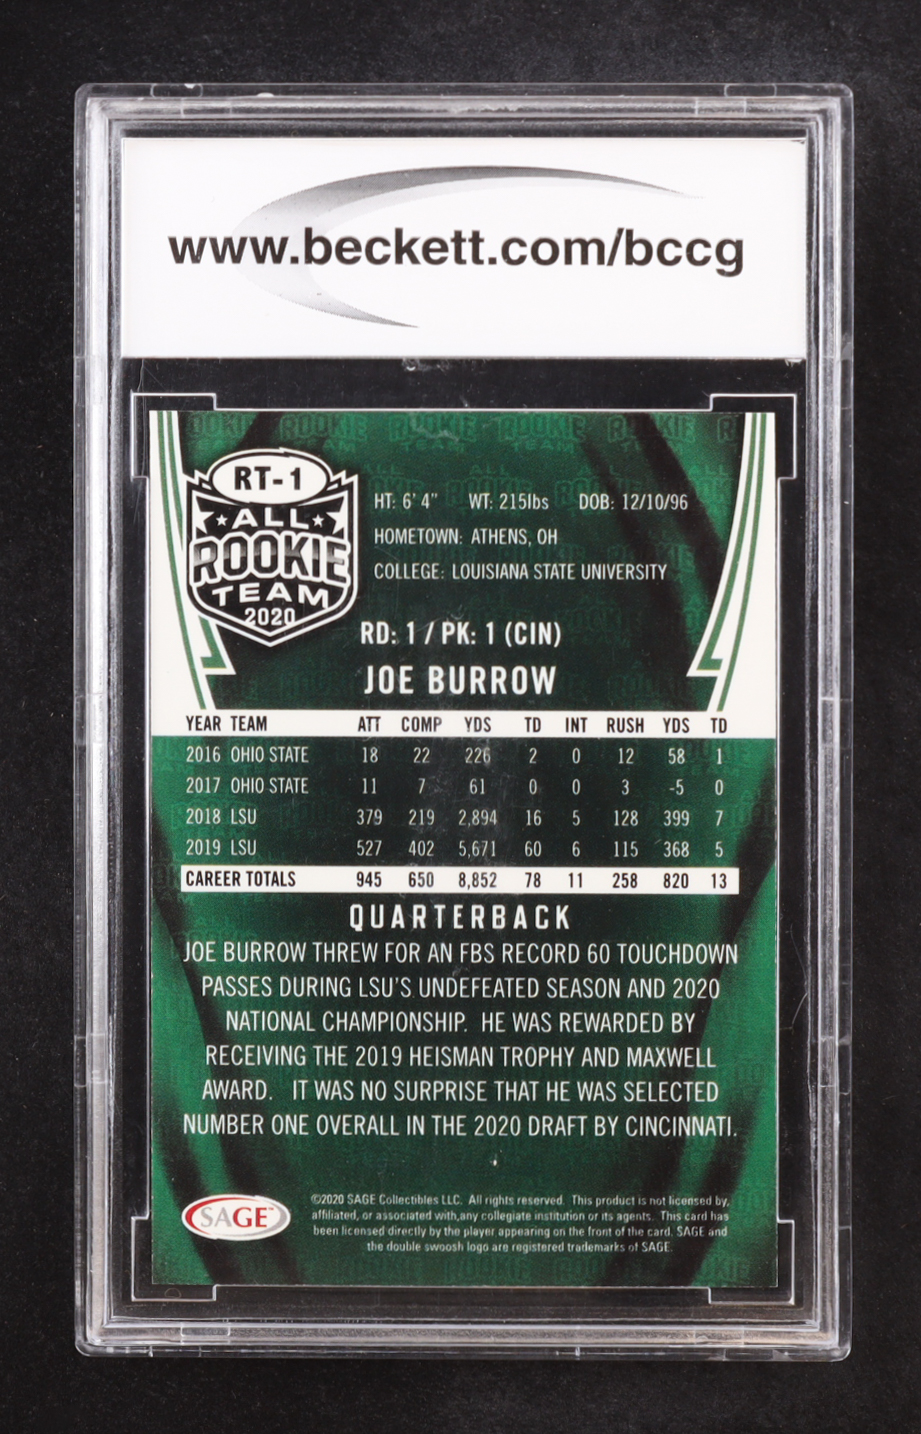 www.beckett.com/bccg
RT-1
ALL
ROOKIE
TEAM
2020
HT: 6' 4" WT: 215lbs DOB: 12/10/96
HOMETOWN: ATHENS, OH
COLLEGE: LOUISIANA STATE UNIVERSITY
RD: 1 / PK: 1 (CIN)
JOE BURROW
YEAR TEAM ATT COMP YDS TD INT RUSH YDS TD
2016 OHIO STATE 18 22 226 2 0 12 58 1
2017 OHIO STATE 11 7 61 0 0 3 -5 0
2018 LSU 379 219 2,894 16 5 128 399 7
2019 LSU 527 402 5,671 60 6 115 368 5
CAREER TOTALS 945 650 8,852 78 11 258 820 13
QUARTERBACK
JOE BURROW THREW FOR AN FBS RECORD 60 TOUCHDOWN
PASSES DURING LSU'S UNDEFEATED SEASON AND 2020
NATIONAL CHAMPIONSHIP. HE WAS REWARDED BY
RECEIVING THE 2019 HEISMAN TROPHY AND MAXWELL
AWARD. IT WAS NO SURPRISE THAT HE WAS SELECTED
NUMBER ONE OVERALL IN THE 2020 DRAFT BY CINCINNATI.
SAGE™
©2020 SAGE Collectibles LLC. All rights reserved. This product is not licensed by,
affiliated, or associated with,any collegiate institution or its agents. This card has
been licensed directly by the player appearing on the front of the card. SAGE and
the double swoosh logo are registered trademarks of SAGE.